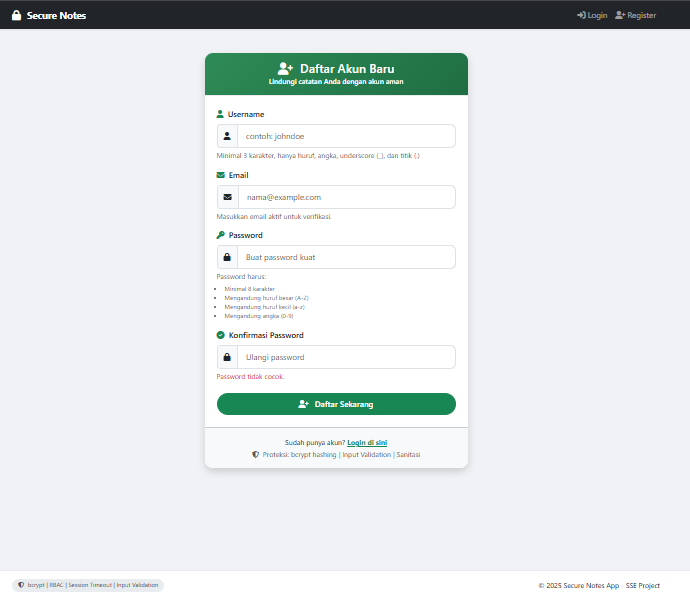 Secure Notes
Login
Register
Daftar Akun Baru
Lindungi catatan Anda dengan akun aman
Username
contoh: johndoe
Minimal 3 karakter, hanya huruf, angka, underscore (_), dan titik (.)
Email
nama@example.com
Masukkan email aktif untuk verifikasi.
Password
Buat password kuat
Password harus:
• Minimal 8 karakter
• Mengandung huruf besar (A-Z)
• Mengandung huruf kecil (a-z)
• Mengandung angka (0-9)
Konfirmasi Password
Ulangi password
Password tidak cocok.
Daftar Sekarang
Sudah punya akun? Login di sini
Proteksi: bcrypt hashing | Input Validation | Sanitasi
bcrypt | RBAC | Session Timeout | Input Validation
© 2025 Secure Notes App · SSE Project